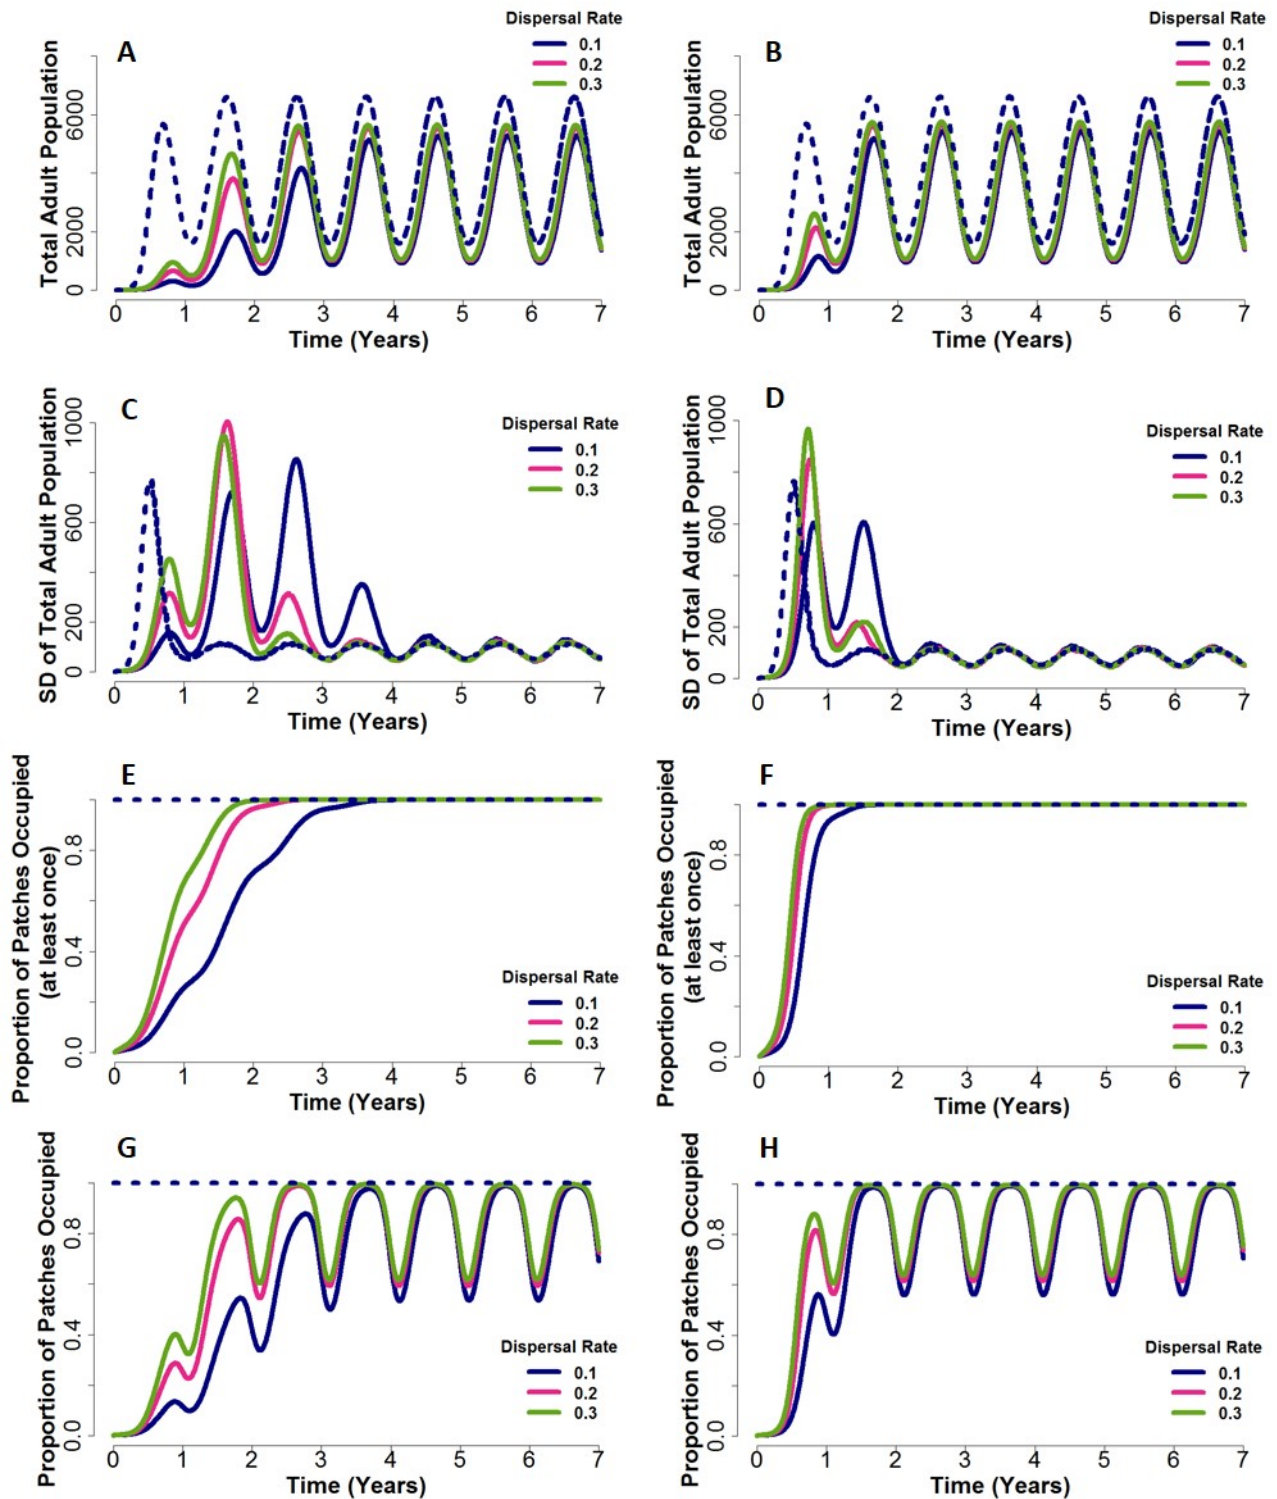 Dispersal Rate
0.1
0.2
0.3
A
Total Adult Population
0 2000 6000
0 1 2 3 4 5 6 7
Time (Years)
Dispersal Rate
0.1
0.2
0.3
B
Total Adult Population
0 2000 6000
0 1 2 3 4 5 6 7
Time (Years)
C
Dispersal Rate
0.1
0.2
0.3
SD of Total Adult Population
0 200 600 1000
0 1 2 3 4 5 6 7
Time (Years)
D
Dispersal Rate
0.1
0.2
0.3
SD of Total Adult Population
0 200 600 1000
0 1 2 3 4 5 6 7
Time (Years)
E
Proportion of Patches Occupied
(at least once)
0.0 0.4 0.8
Dispersal Rate
0.1
0.2
0.3
0 1 2 3 4 5 6 7
Time (Years)
F
Proportion of Patches Occupied
(at least once)
0.0 0.4 0.8
Dispersal Rate
0.1
0.2
0.3
0 1 2 3 4 5 6 7
Time (Years)
G
Proportion of Patches Occupied
0.0 0.4 0.8
Dispersal Rate
0.1
0.2
0.3
0 1 2 3 4 5 6 7
Time (Years)
H
Proportion of Patches Occupied
0.0 0.4 0.8
Dispersal Rate
0.1
0.2
0.3
0 1 2 3 4 5 6 7
Time (Years)